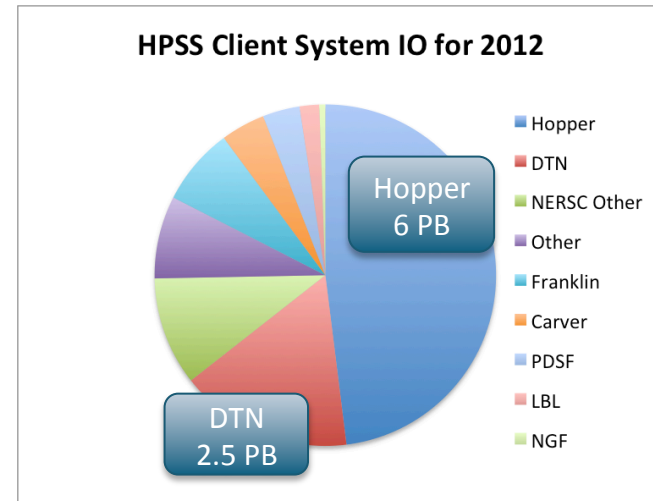 HPSS Client System IO for 2012
Hopper
6 PB
DTN
2.5 PB
Hopper
DTN
NERSC Other
Other
Franklin
Carver
PDSF
LBL
NGF